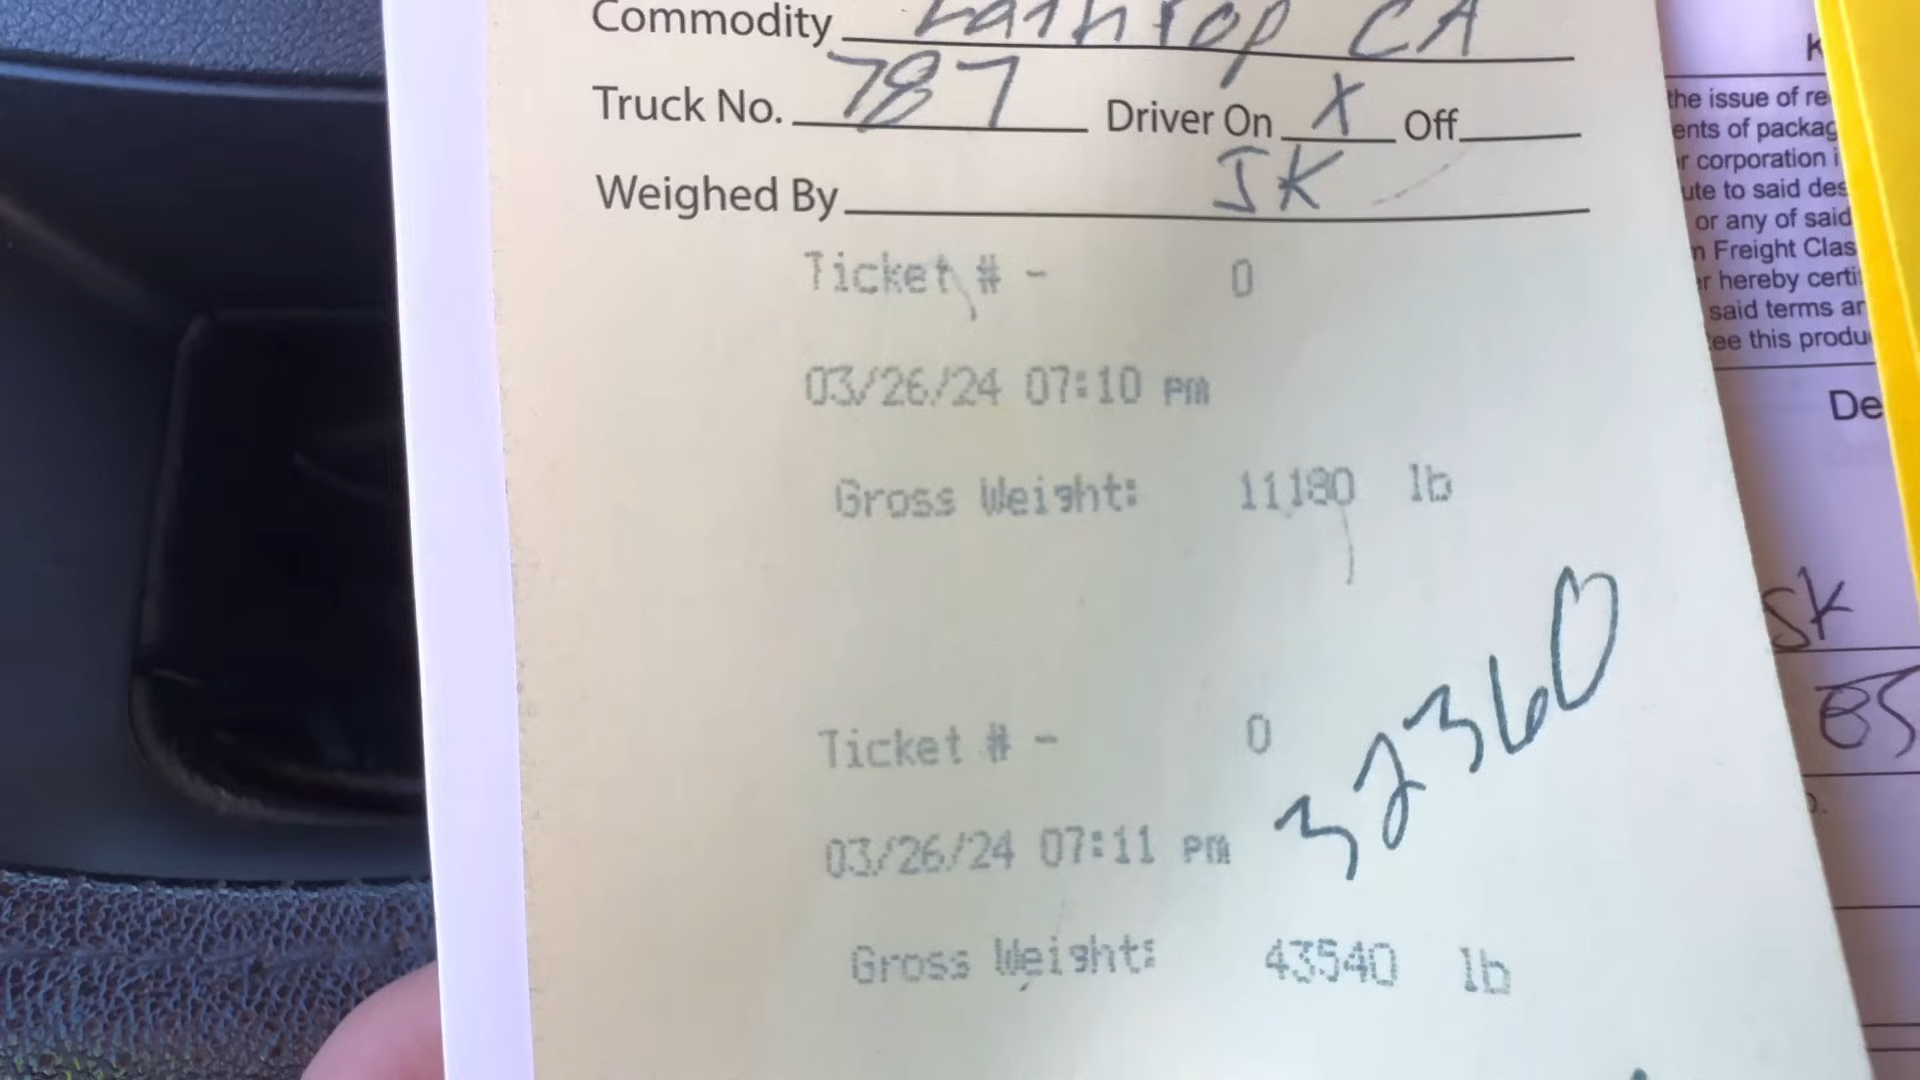 Commodity Lathrop CA
Truck No. 787 Driver On X Off
Weighed By JK
Ticket # - 0
03/26/24 07:10 pm
Gross Weight: 11180 lb
32360
Ticket # - 0
03/26/24 07:11 pm
Gross Weight: 43540 lb
K
the issue of re
ents of packag
r corporation i
ute to said des
or any of said
n Freight Clas
r hereby certi
said terms ar
ee this produ
De
SK